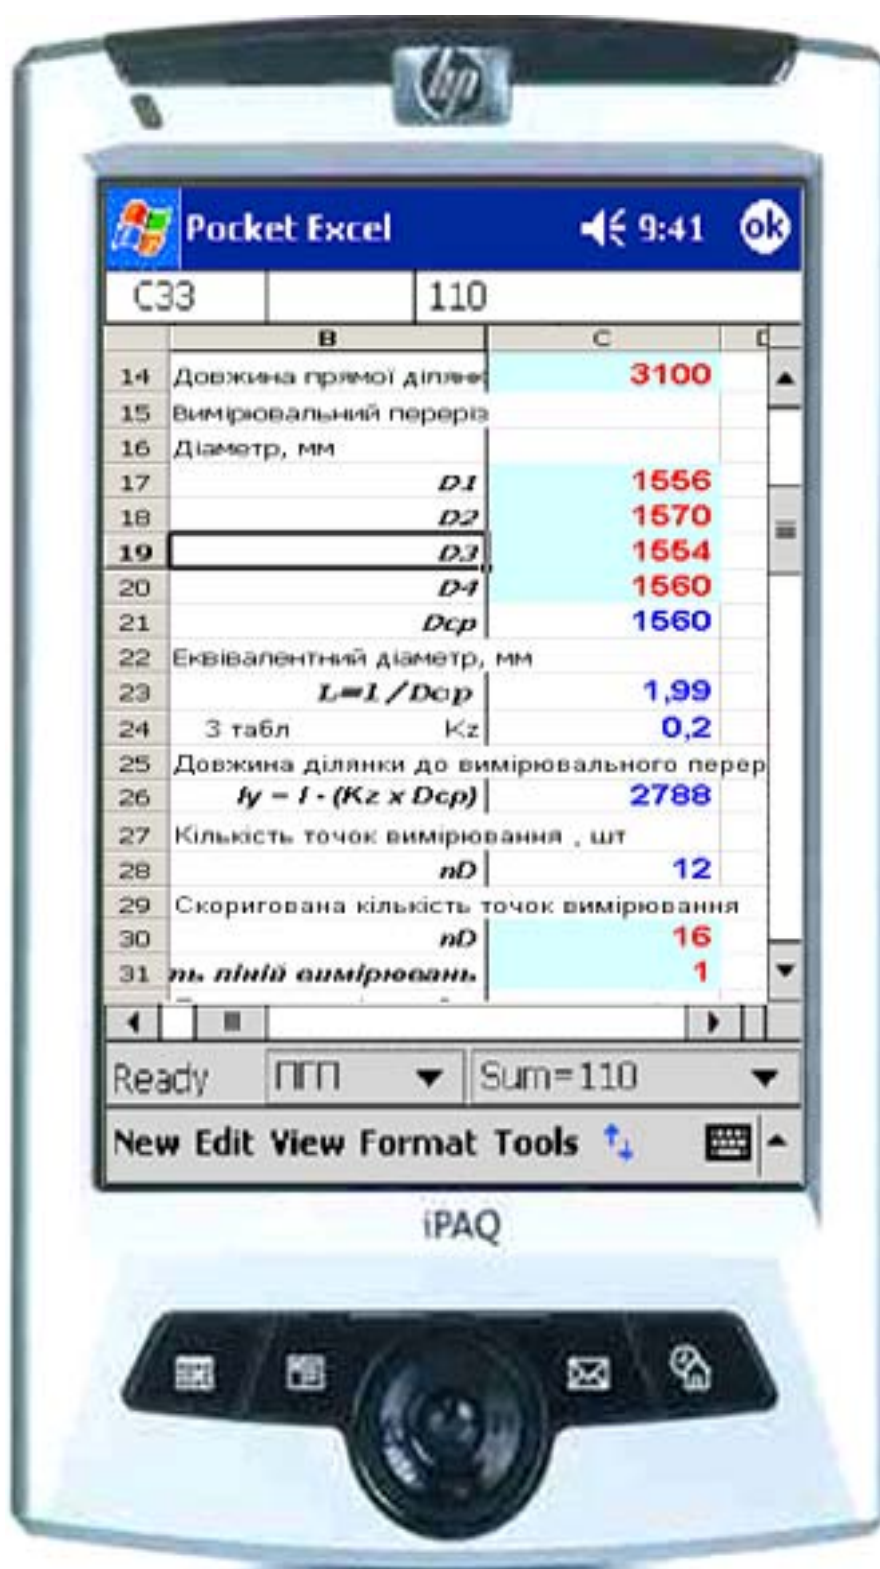 hp
Pocket Excel 9:41 ok
C33 110
B C
14 Довжина прямої ділянк 3100
15 Вимірювальний переріз
16 Діаметр, мм
17 D1 1556
18 D2 1570
19 D3 1554
20 D4 1560
21 Dср 1560
22 Еквівалентний діаметр, мм
23 L=1/Dср 1,99
24 З табл Kz 0,2
25 Довжина ділянки до вимірювального перер
26 ly = l - (Kz x Dср) 2788
27 Кількість точок вимірювання , шт
28 nD 12
29 Скоригована кількість точок вимірювання
30 nD 16
31 ть ліній вимірювань 1
Ready ПГП Sum=110
New Edit View Format Tools
iPAQ